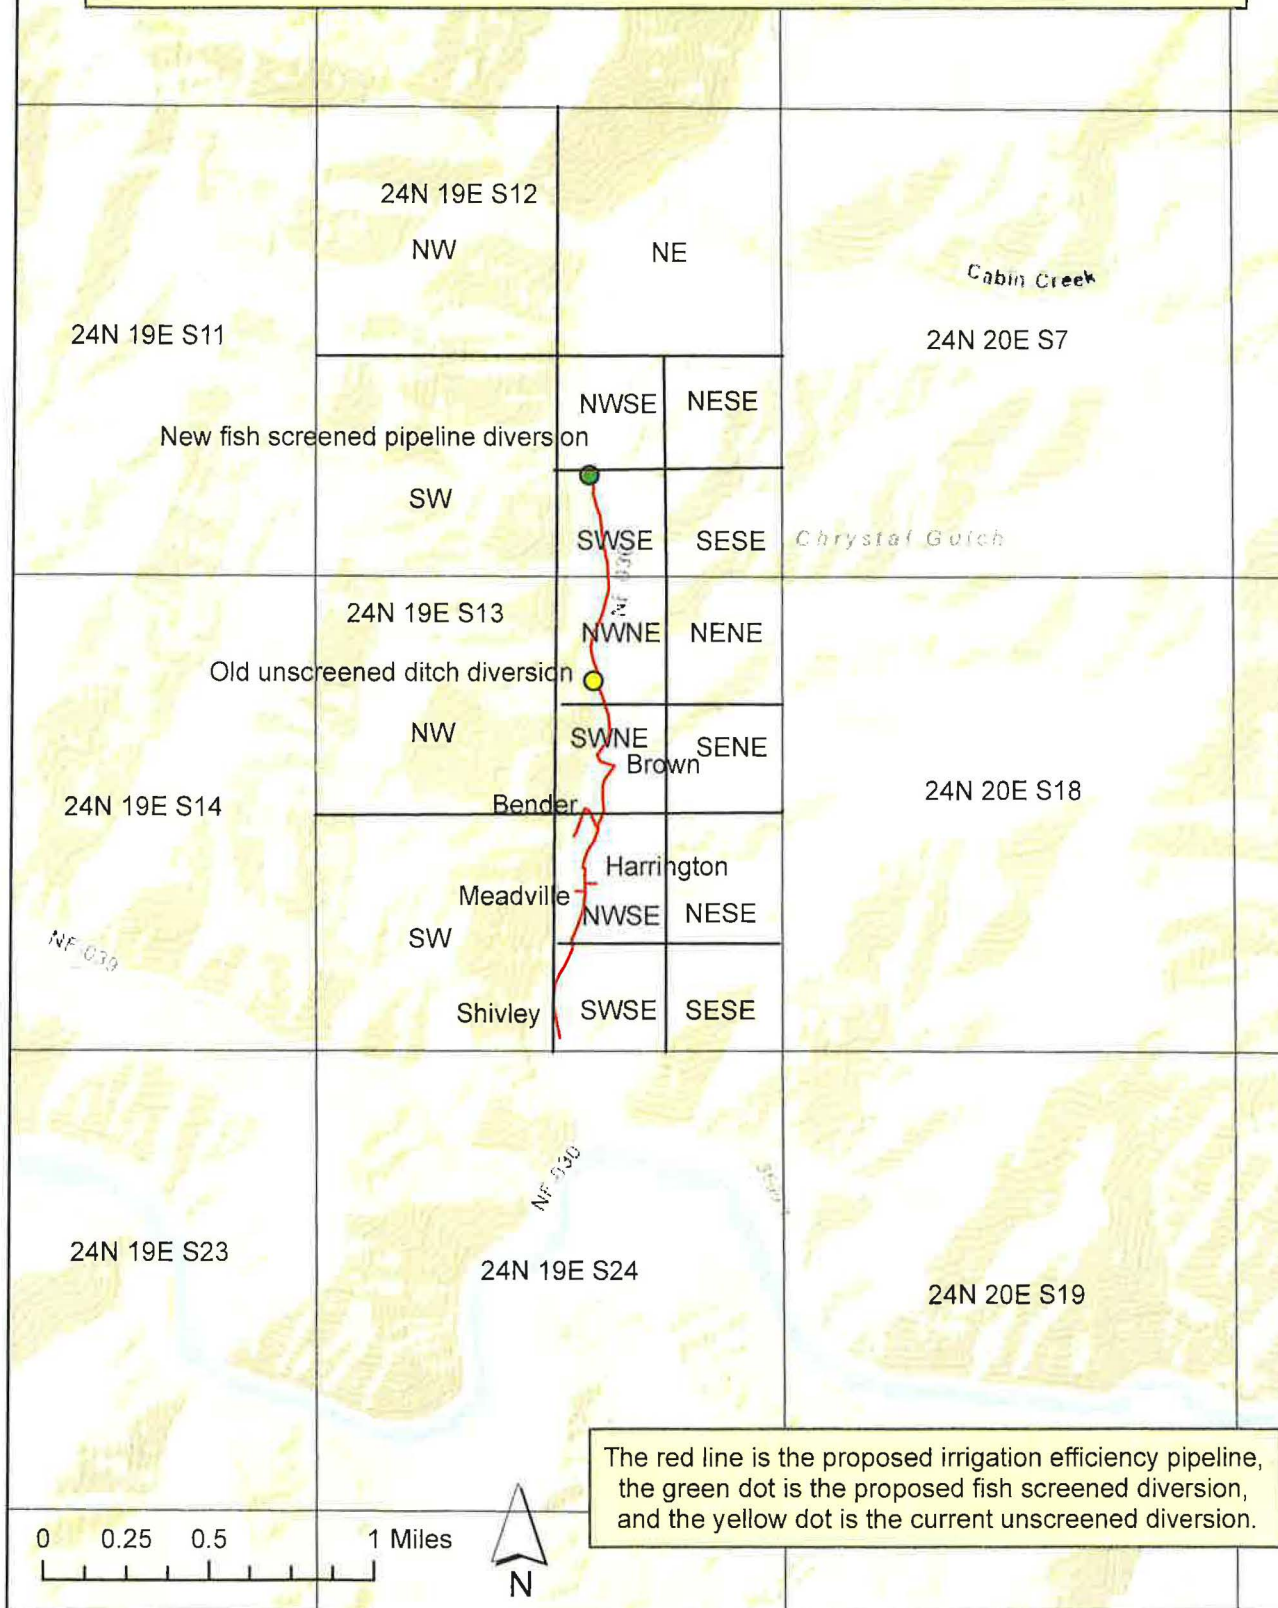 24N 19E S12
NW
NE
Cabin Creek
24N 19E S11
24N 20E S7
NWSE
NESE
New fish screened pipeline diversion
SW
SWSE
SESE
Chrystal Gulch
NF 030
24N 19E S13
NWNE
NENE
Old unscreened ditch diversion
NW
SWNE
SENE
Brown
24N 20E S18
Bender
24N 19E S14
Harrington
Meadville
NWSE
NESE
SW
NF 039
Shivley
SWSE
SESE
NF 030
24N 19E S23
24N 19E S24
24N 20E S19
The red line is the proposed irrigation efficiency pipeline,
the green dot is the proposed fish screened diversion,
and the yellow dot is the current unscreened diversion.
0 0.25 0.5 1 Miles
N